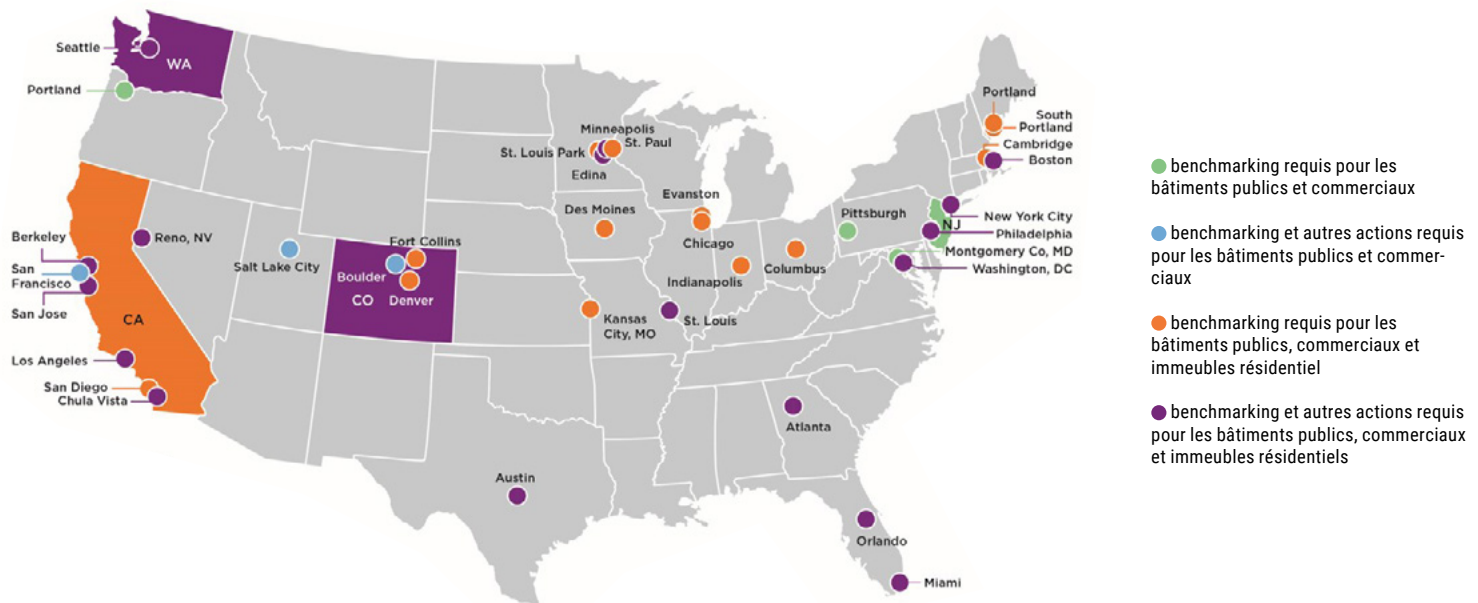 Seattle
WA
Portland
Berkeley
San
Francisco
San Jose
Reno, NV
CA
Los Angeles
San Diego
Chula Vista
Salt Lake City
Fort Collins
Boulder
CO
Denver
Minneapolis
St. Paul
St. Louis Park
Edina
Des Moines
Evanston
Chicago
Kansas
City, MO
St. Louis
Indianapolis
Columbus
Pittsburgh
Austin
Atlanta
Orlando
Miami
Portland
South
Portland
Cambridge
Boston
New York City
NJ
Philadelphia
Montgomery Co, MD
Washington, DC
benchmarking requis pour les
bâtiments publics et commerciaux
benchmarking et autres actions requis
pour les bâtiments publics et commer-
ciaux
benchmarking requis pour les
bâtiments publics, commerciaux et
immeubles résidentiel
benchmarking et autres actions requis
pour les bâtiments publics, commerciaux
et immeubles résidentiels